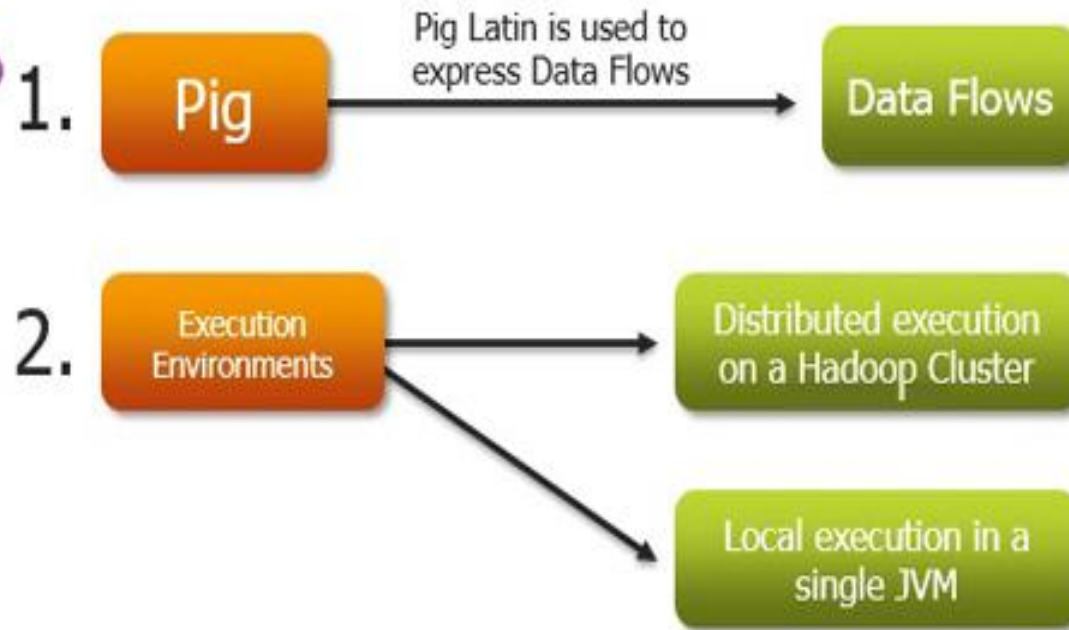 1.
Pig
Pig Latin is used to
express Data Flows
Data Flows
2.
Execution
Environments
Distributed execution
on a Hadoop Cluster
Local execution in a
single JVM